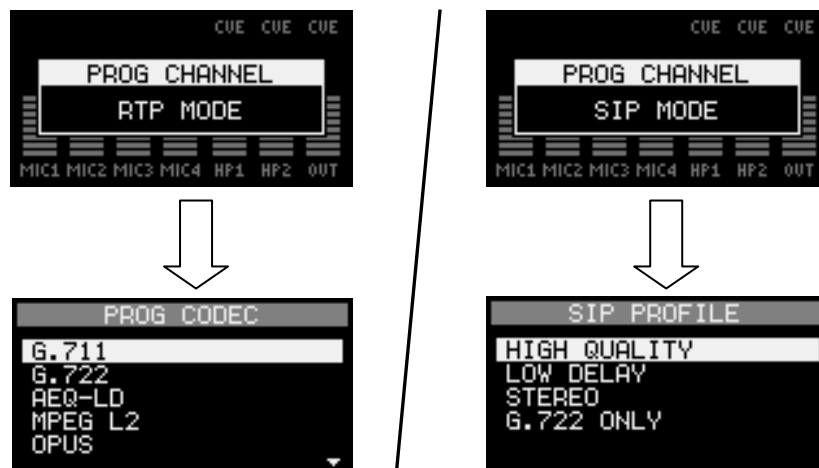 CUE CUE CUE
PROG CHANNEL
RTP MODE
MIC1 MIC2 MIC3 MIC4 HP1 HP2 OUT
PROG CODEC
G.711
G.722
AEQ-LD
MPEG L2
OPUS
CUE CUE CUE
PROG CHANNEL
SIP MODE
MIC1 MIC2 MIC3 MIC4 HP1 HP2 OUT
SIP PROFILE
HIGH QUALITY
LOW DELAY
STEREO
G.722 ONLY